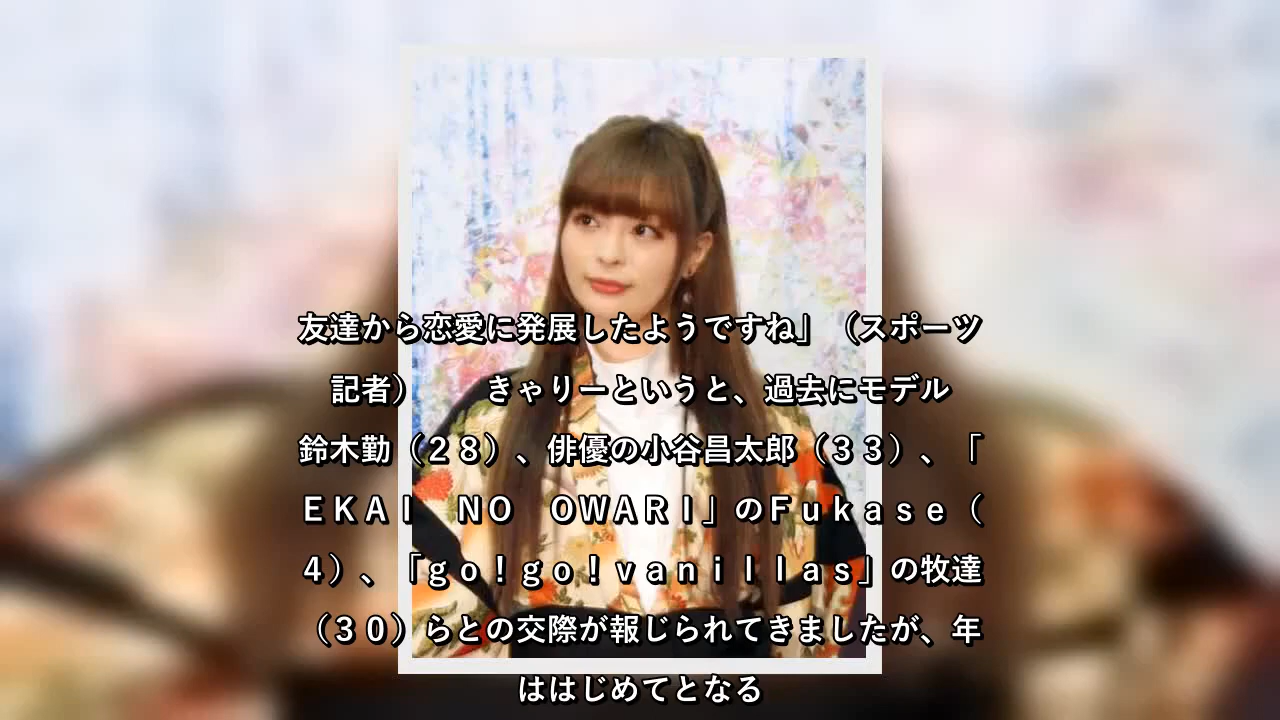 友達から恋愛に発展したようですね」（スポーツ
記者）　　きゃりーというと、過去にモデル
鈴木勤（２８）、俳優の小谷昌太郎（３３）、「
ＥＫＡＩ　ＮＯ　ＯＷＡＲＩ」のＦｕｋａｓｅ（
４）、「ｇｏ！ｇｏ！ｖａｎｉｌｌａｓ」の牧達
（３０）らとの交際が報じられてきましたが、年
ははじめてとなる